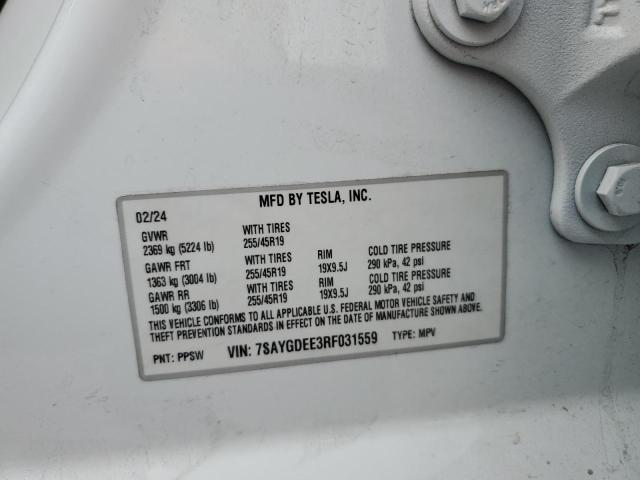 MFD BY TESLA, INC.
02/24
GVWR WITH TIRES
2369 kg (5224 lb) 255/45R19
GAWR FRT WITH TIRES RIM COLD TIRE PRESSURE
1363 kg (3004 lb) 255/45R19 19X9.5J 290 kPa, 42 psi
GAWR RR WITH TIRES RIM COLD TIRE PRESSURE
1500 kg (3306 lb) 255/45R19 19X9.5J 290 kPa, 42 psi
THIS VEHICLE CONFORMS TO ALL APPLICABLE U.S. FEDERAL MOTOR VEHICLE SAFETY AND
THEFT PREVENTION STANDARDS IN EFFECT ON THE DATE OF MANUFACTURE SHOWN ABOVE.
PNT: PPSW VIN: 7SAYGDEE3RF031559 TYPE: MPV